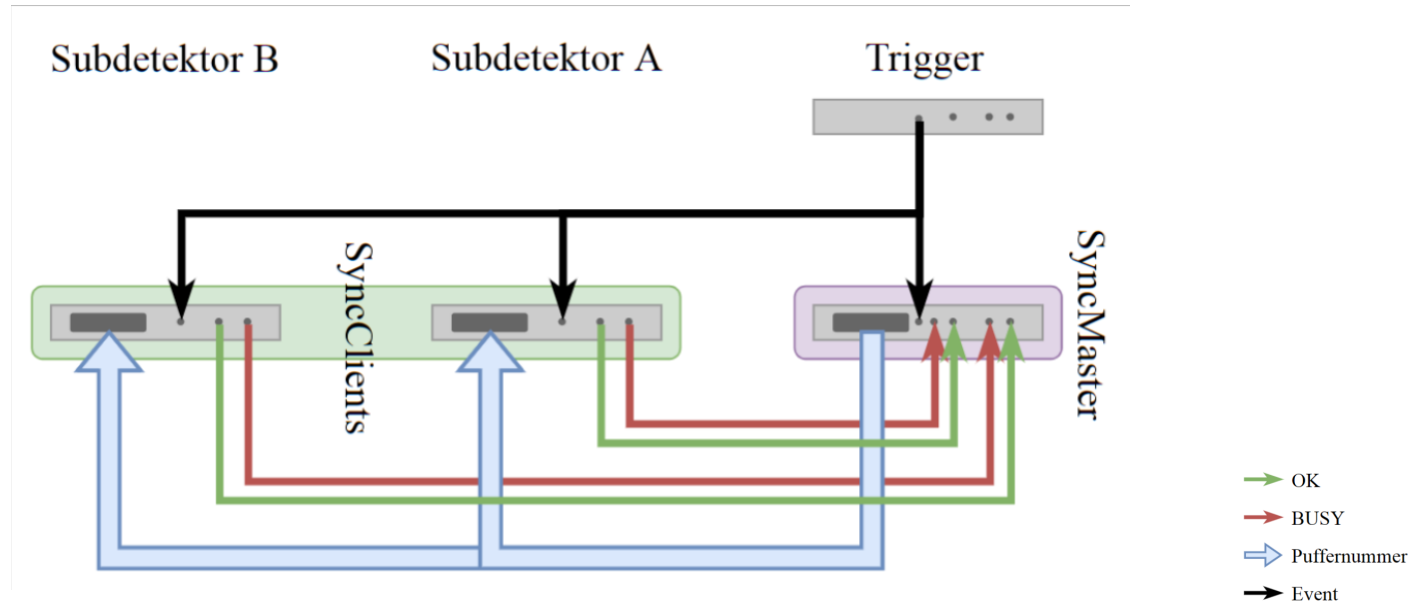 Subdetektor B
Subdetektor A
Trigger
SyncClients
SyncMaster
OK
BUSY
Puffernummer
Event